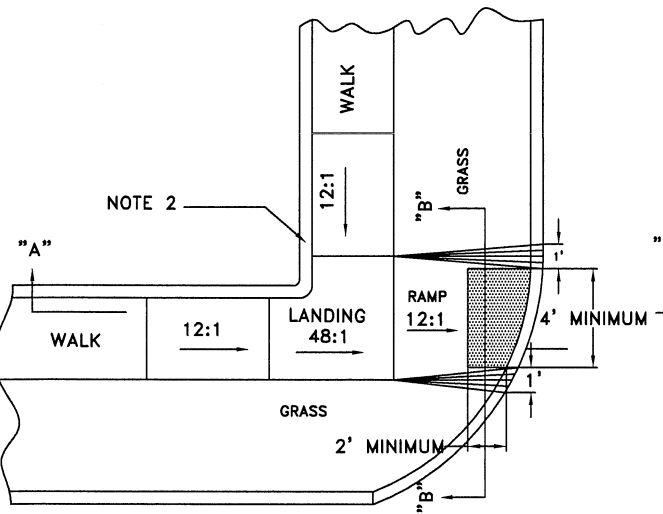 WALK
12:1
GRASS
NOTE 2
"B"
"A"
1'
"
RAMP
12:1
LANDING
48:1
12:1
WALK
4' MINIMUM
1'
GRASS
2' MINIMUM
"B"